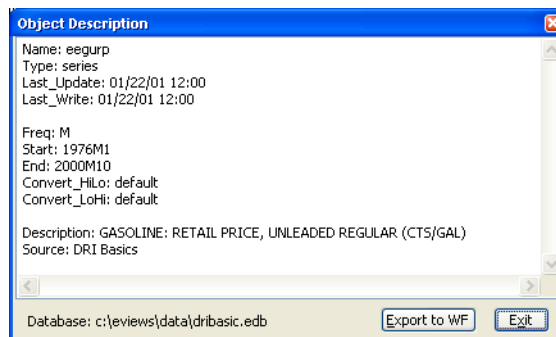 Object Description
Name: eegurp
Type: series
Last_Update: 01/22/01 12:00
Last_Write: 01/22/01 12:00
Freq: M
Start: 1976M1
End: 2000M10
Convert_HiLo: default
Convert_LoHi: default
Description: GASOLINE: RETAIL PRICE, UNLEADED REGULAR (CTS/GAL)
Source: DRI Basics
Database: c:\eviews\data\dribasic.edb Export to WF Exit